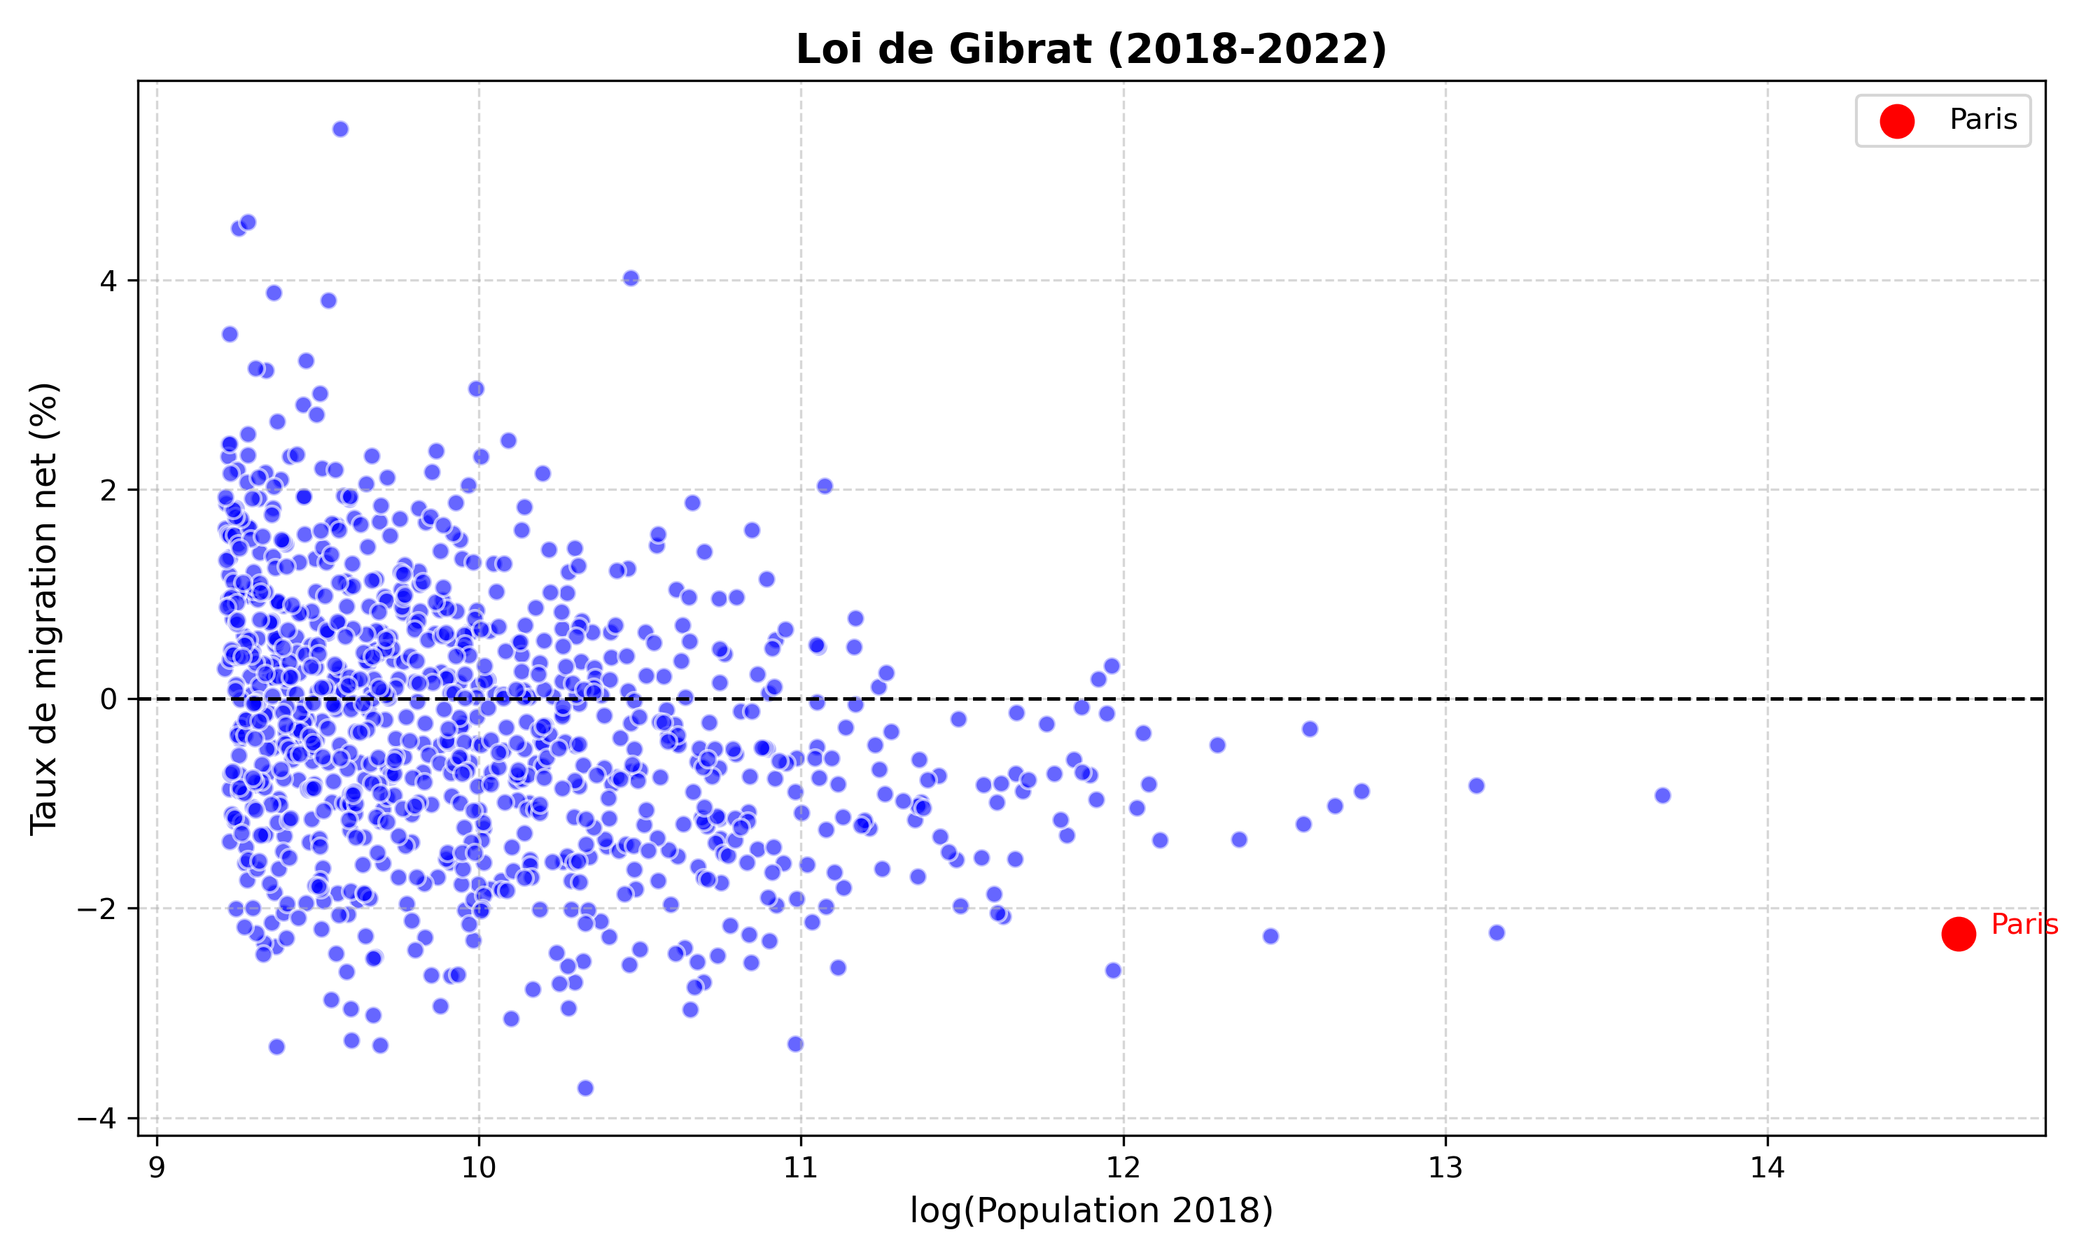 Loi de Gibrat (2018-2022)
Paris
Taux de migration net (%)
4
2
0
−2
−4
Paris
9 10 11 12 13 14
log(Population 2018)